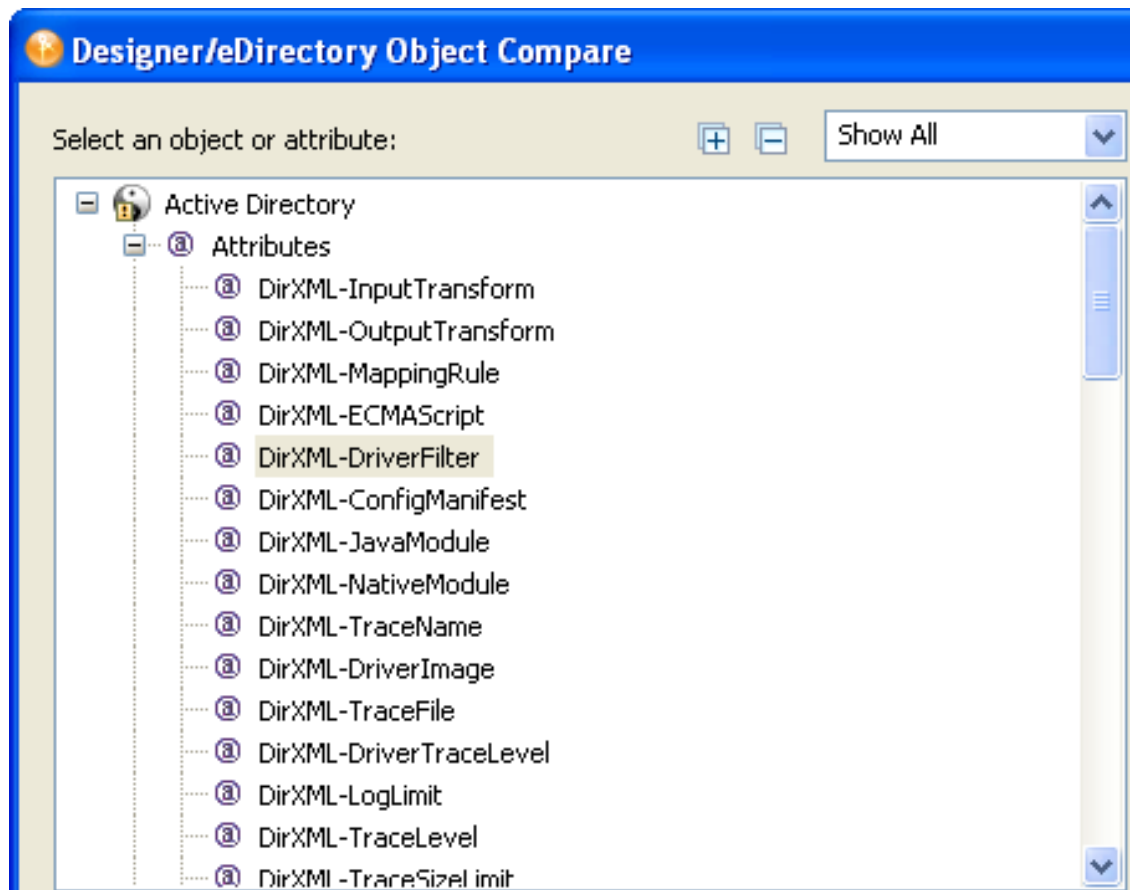 Designer/eDirectory Object Compare
Select an object or attribute: Show All
Active Directory
Attributes
DirXML-InputTransform
DirXML-OutputTransform
DirXML-MappingRule
DirXML-ECMAScript
DirXML-DriverFilter
DirXML-ConfigManifest
DirXML-JavaModule
DirXML-NativeModule
DirXML-TraceName
DirXML-DriverImage
DirXML-TraceFile
DirXML-DriverTraceLevel
DirXML-LogLimit
DirXML-TraceLevel
DirXML-TraceSizeLimit